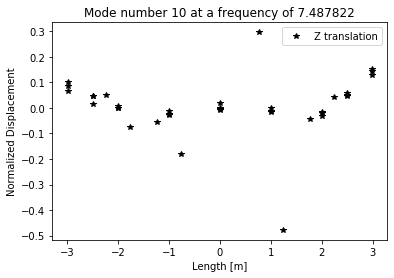 Mode number 10 at a frequency of 7.487822
Z translation
0.3
0.2
0.1
0.0
−0.1
−0.2
−0.3
−0.4
−0.5
Normalized Displacement
−3 −2 −1 0 1 2 3
Length [m]